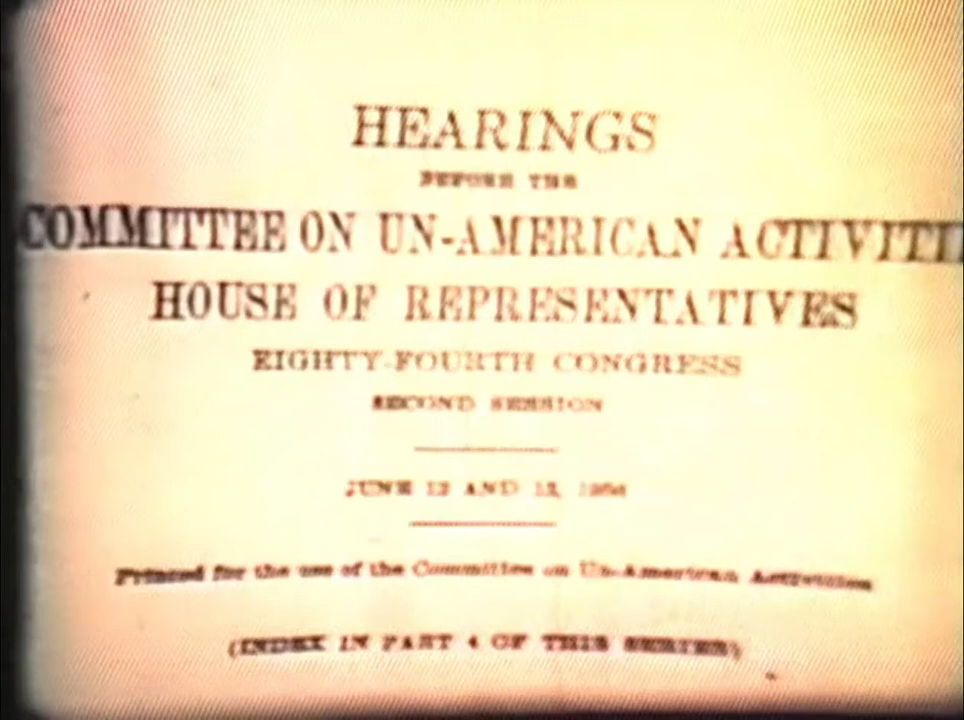 HEARINGS
BEFORE THE
COMMITTEE ON UN-AMERICAN ACTIVITI
HOUSE OF REPRESENTATIVES
EIGHTY-FOURTH CONGRESS
SECOND SESSION
JUNE 12 AND 13, 1956
Printed for the use of the Committee on Un-American Activities
(INDEX IN PART 4 OF THIS SERIES)